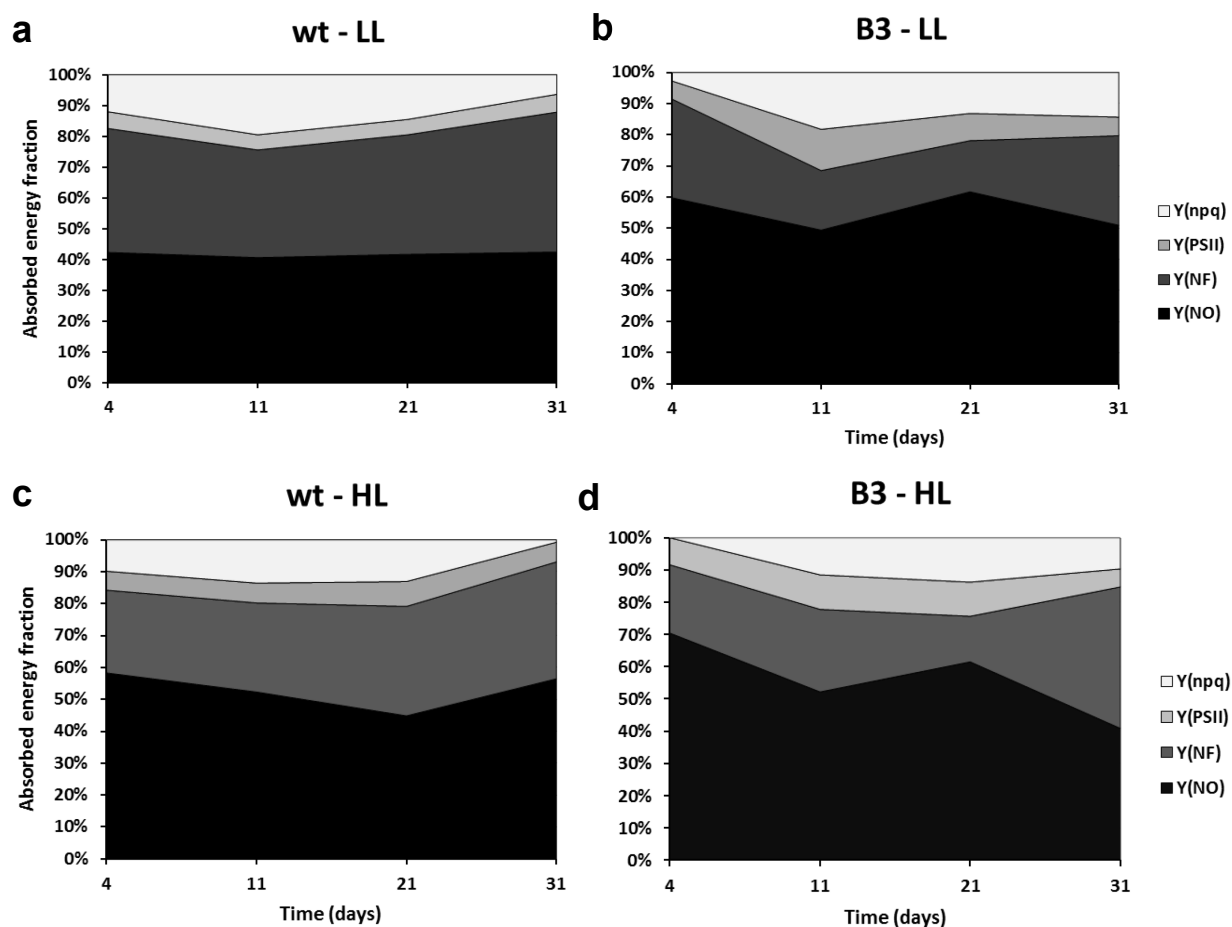 a
wt - LL
Absorbed energy fraction
100%
90%
80%
70%
60%
50%
40%
30%
20%
10%
0%
4 11 21 31
b
B3 - LL
100%
90%
80%
70%
60%
50%
40%
30%
20%
10%
0%
4 11 21 31
Time (days)
Y(npq)
Y(PSII)
Y(NF)
Y(NO)
c
wt - HL
Absorbed energy fraction
100%
90%
80%
70%
60%
50%
40%
30%
20%
10%
0%
4 11 21 31
Time (days)
d
B3 - HL
100%
90%
80%
70%
60%
50%
40%
30%
20%
10%
0%
4 11 21 31
Time (days)
Y(npq)
Y(PSII)
Y(NF)
Y(NO)